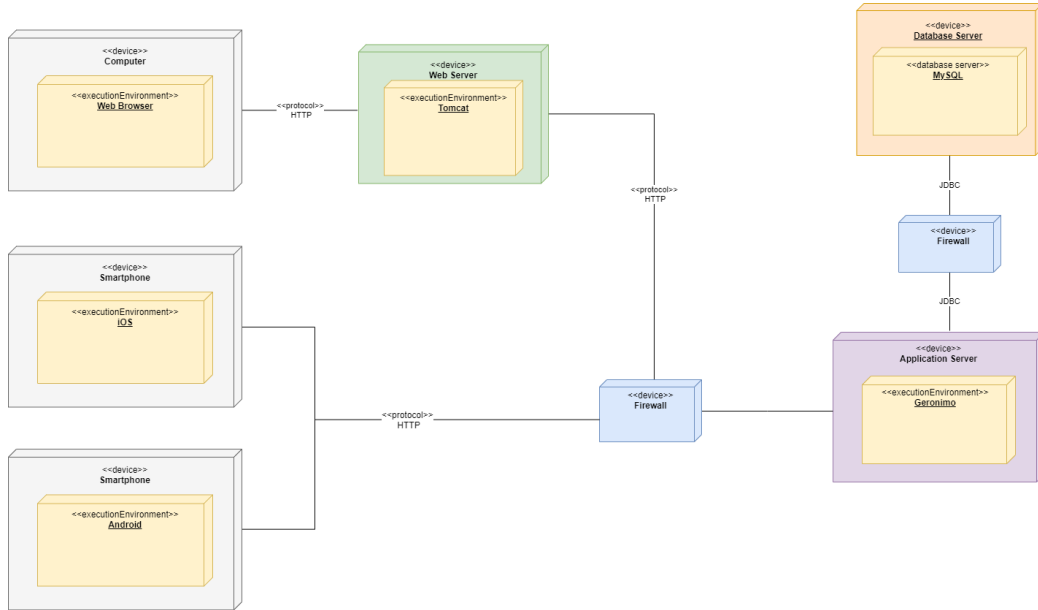 <<device>>
Computer
<<executionEnvironment>>
Web Browser
<<protocol>>
HTTP
<<device>>
Web Server
<<executionEnvironment>>
Tomcat
<<protocol>>
HTTP
<<device>>
Database Server
<<database server>>
MySQL
JDBC
<<device>>
Firewall
JDBC
<<device>>
Smartphone
<<executionEnvironment>>
iOS
<<device>>
Smartphone
<<executionEnvironment>>
Android
<<protocol>>
HTTP
<<device>>
Firewall
<<device>>
Application Server
<<executionEnvironment>>
Geronimo